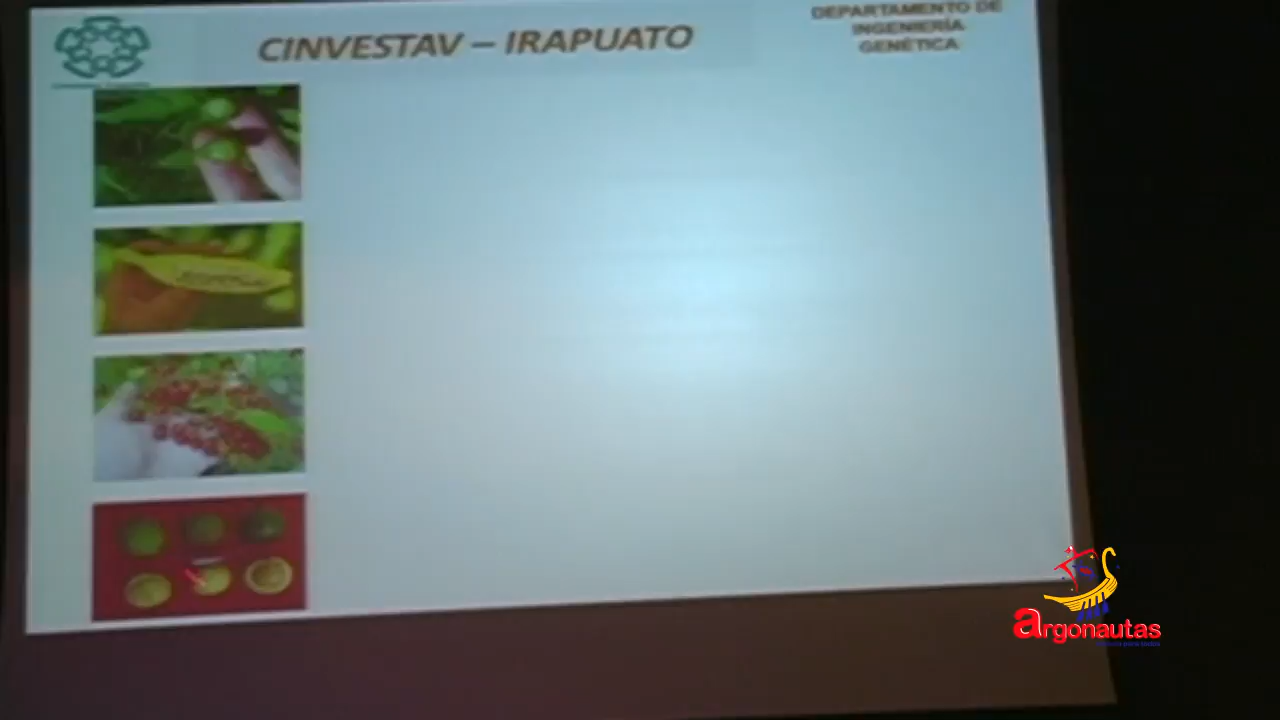 CINVESTAV – IRAPUATO
DEPARTAMENTO DE
INGENIERÍA
GENÉTICA
argonautas